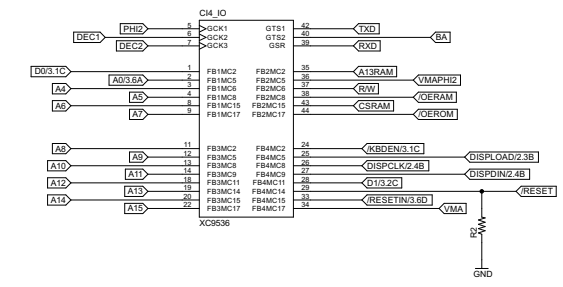 CI4_IO
PHI2 5 GCK1 GTS1 42 TXD
DEC1 6 GCK2 GTS2 40 BA
DEC2 7 GCK3 GSR 39 RXD
D0/3.1C 1 FB1MC2 FB2MC2 35 A13RAM
A0/3.6A 2 FB1MC5 FB2MC5 36 VMAPHI2
A4 3 FB1MC6 FB2MC6 37 R/W
A5 4 FB1MC8 FB2MC8 38 /OERAM
A6 8 FB1MC15 FB2MC15 43 CSRAM
A7 9 FB1MC17 FB2MC17 44 /OEROM
A8 11 FB3MC2 FB4MC2 24 /KBDEN/3.1C
A9 12 FB3MC5 FB4MC5 25 DISPLOAD/2.3B
A10 13 FB3MC8 FB4MC8 26 DISPCLK/2.4B
A11 14 FB3MC9 FB4MC9 27 DISPDIN/2.4B
A12 18 FB3MC11 FB4MC11 28 D1/3.2C
A13 19 FB3MC14 FB4MC14 29 /RESET
A14 20 FB3MC15 FB4MC15 33 /RESETIN/3.6D
A15 22 FB3MC17 FB4MC17 34 VMA
XC9536
R2
GND